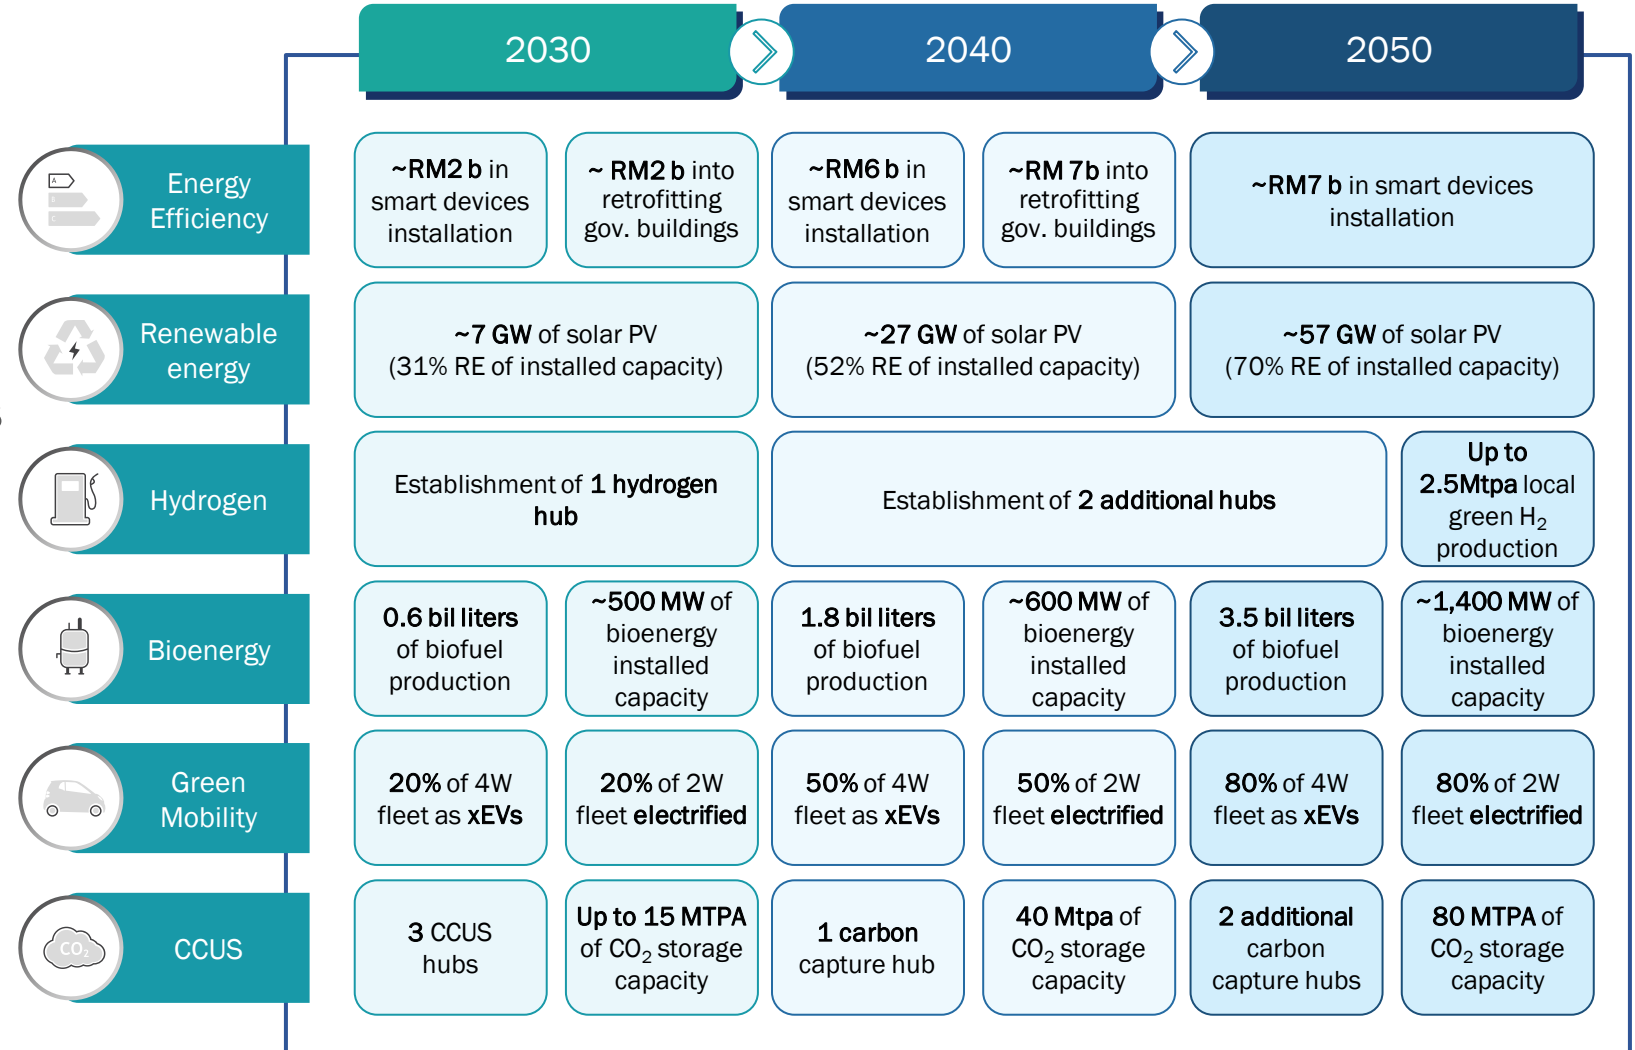 2030
2040
2050
Energy
Efficiency
~RM2 b in
smart devices
installation
~ RM2 b into
retrofitting
gov. buildings
~RM6 b in
smart devices
installation
~RM 7b into
retrofitting
gov. buildings
~RM7 b in smart devices
installation
Renewable
energy
~7 GW of solar PV
(31% RE of installed capacity)
~27 GW of solar PV
(52% RE of installed capacity)
~57 GW of solar PV
(70% RE of installed capacity)
Hydrogen
Establishment of 1 hydrogen
hub
Establishment of 2 additional hubs
Up to
2.5Mtpa local
green H₂
production
Bioenergy
0.6 bil liters
of biofuel
production
~500 MW of
bioenergy
installed
capacity
1.8 bil liters
of biofuel
production
~600 MW of
bioenergy
installed
capacity
3.5 bil liters
of biofuel
production
~1,400 MW of
bioenergy
installed
capacity
Green
Mobility
20% of 4W
fleet as xEVs
20% of 2W
fleet electrified
50% of 4W
fleet as xEVs
50% of 2W
fleet electrified
80% of 4W
fleet as xEVs
80% of 2W
fleet electrified
CO₂
CCUS
3 CCUS
hubs
Up to 15 MTPA
of CO₂ storage
capacity
1 carbon
capture hub
40 Mtpa of
CO₂ storage
capacity
2 additional
carbon
capture hubs
80 MTPA of
CO₂ storage
capacity